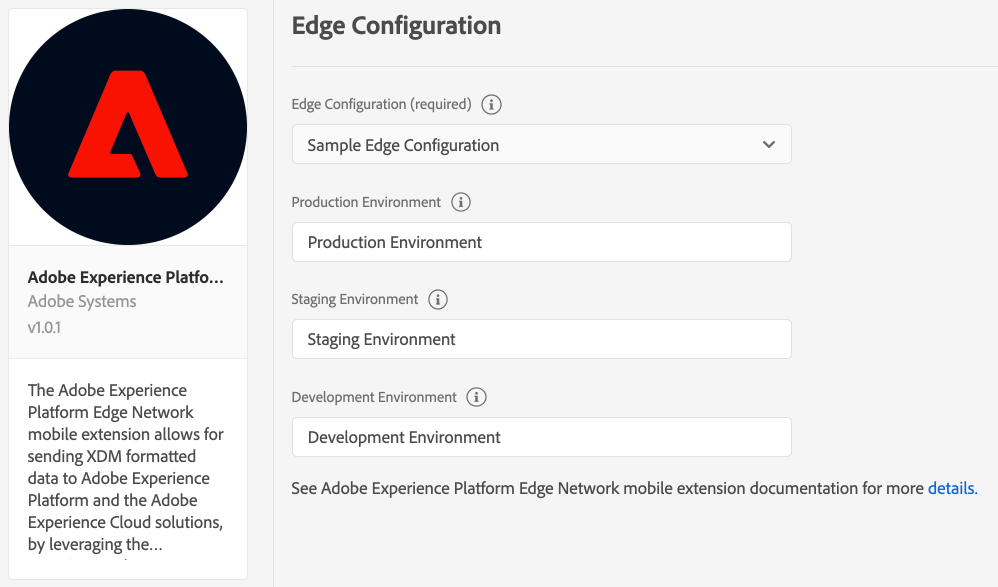 Adobe Experience Platfo...
Adobe Systems
v1.0.1
The Adobe Experience
Platform Edge Network
mobile extension allows for
sending XDM formatted
data to Adobe Experience
Platform and the Adobe
Experience Cloud solutions,
by leveraging the...
Edge Configuration
Edge Configuration (required)
Sample Edge Configuration
Production Environment
Production Environment
Staging Environment
Staging Environment
Development Environment
Development Environment
See Adobe Experience Platform Edge Network mobile extension documentation for more details.